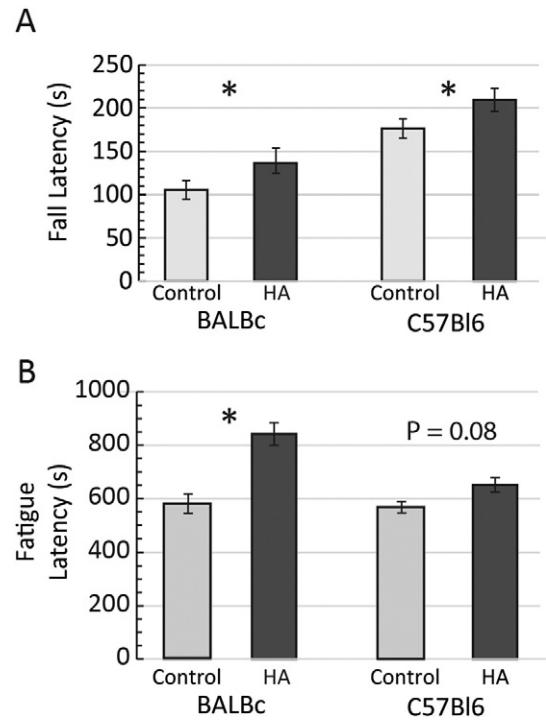 A
Fall Latency (s)
250
200
150
100
50
0
*
*
Control HA Control HA
BALBc C57Bl6
B
Fatigue
Latency (s)
1000
800
600
400
200
0
*
P = 0.08
Control HA Control HA
BALBc C57Bl6